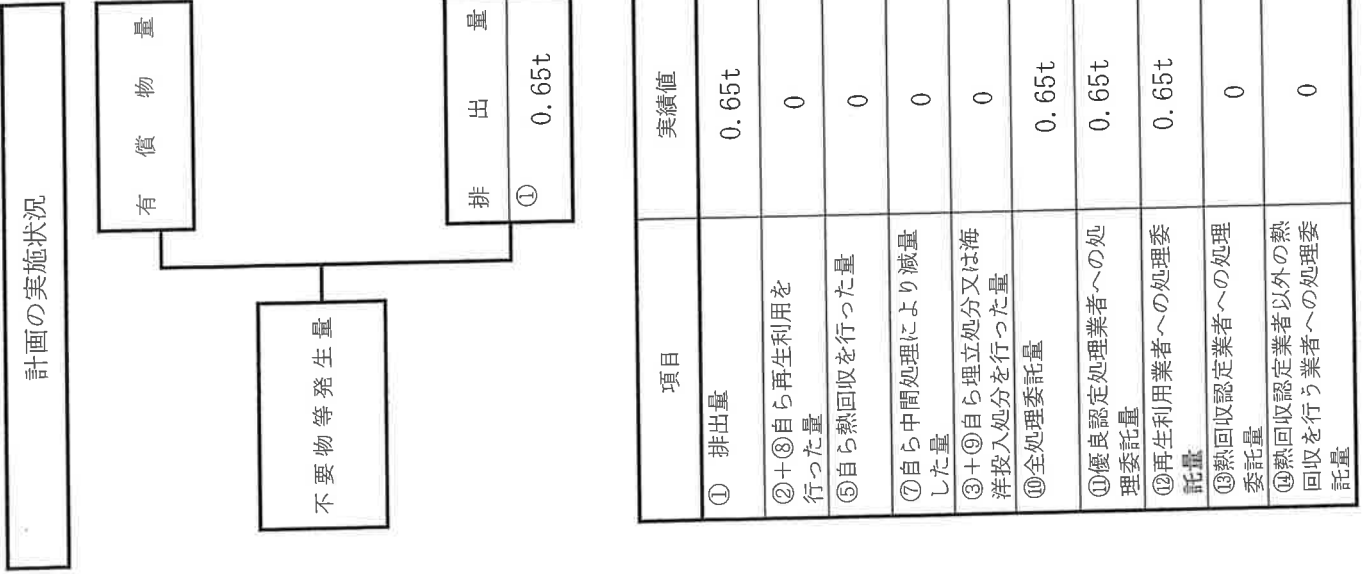 計画の実施状況
有償物量
不要物等発生量
排出量
① 0.65t
項目 実績値
① 排出量 0.65t
②+⑧自ら再生利用を
行った量 0
⑤自ら熱回収を行った量 0
⑦自ら中間処理により減量
した量 0
③+⑨自ら埋立処分又は海
洋投入処分を行った量 0
⑩全処理委託量 0.65t
⑪優良認定処理業者への処
理委託量 0.65t
⑫再生利用業者への処理委
託量 0.65t
⑬熱回収認定業者への処理
委託量 0
⑭熱回収認定業者以外の熱
回収を行う業者への処理委
託量 0